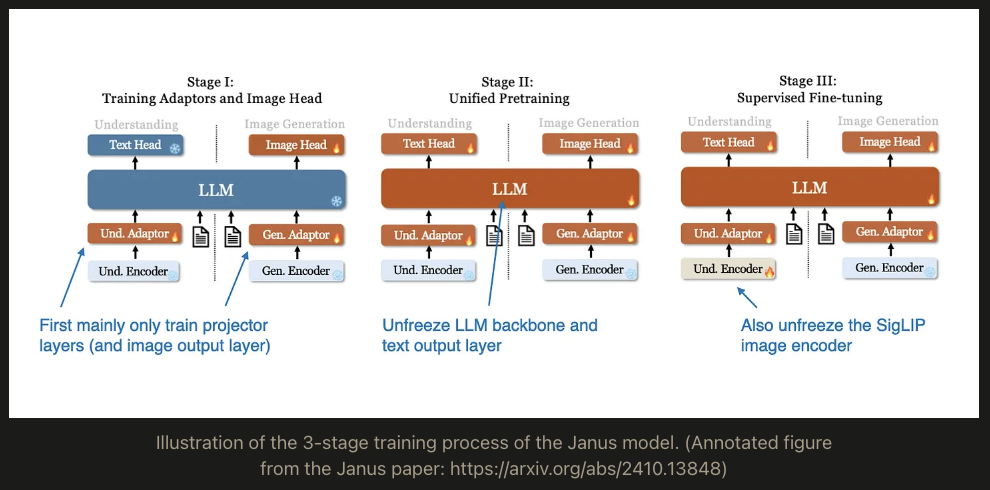 Stage I:
Training Adaptors and Image Head
Understanding
Image Generation
Text Head
Image Head
LLM
Und. Adaptor
Gen. Adaptor
Und. Encoder
Gen. Encoder
First mainly only train projector
layers (and image output layer)
Stage II:
Unified Pretraining
Understanding
Image Generation
Text Head
Image Head
LLM
Und. Adaptor
Gen. Adaptor
Und. Encoder
Gen. Encoder
Unfreeze LLM backbone and
text output layer
Stage III:
Supervised Fine-tuning
Understanding
Image Generation
Text Head
Image Head
LLM
Und. Adaptor
Gen. Adaptor
Und. Encoder
Gen. Encoder
Also unfreeze the SigLIP
image encoder
Illustration of the 3-stage training process of the Janus model. (Annotated figure
from the Janus paper: https://arxiv.org/abs/2410.13848)